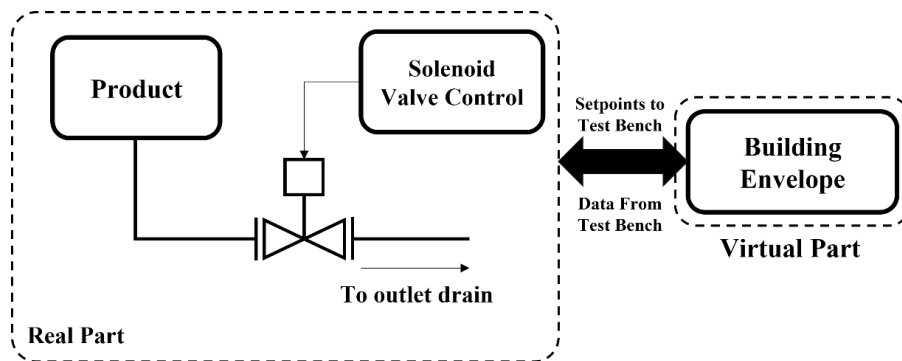 Product
Solenoid
Valve Control
To outlet drain
Real Part
Setpoints to
Test Bench
Data From
Test Bench
Building
Envelope
Virtual Part